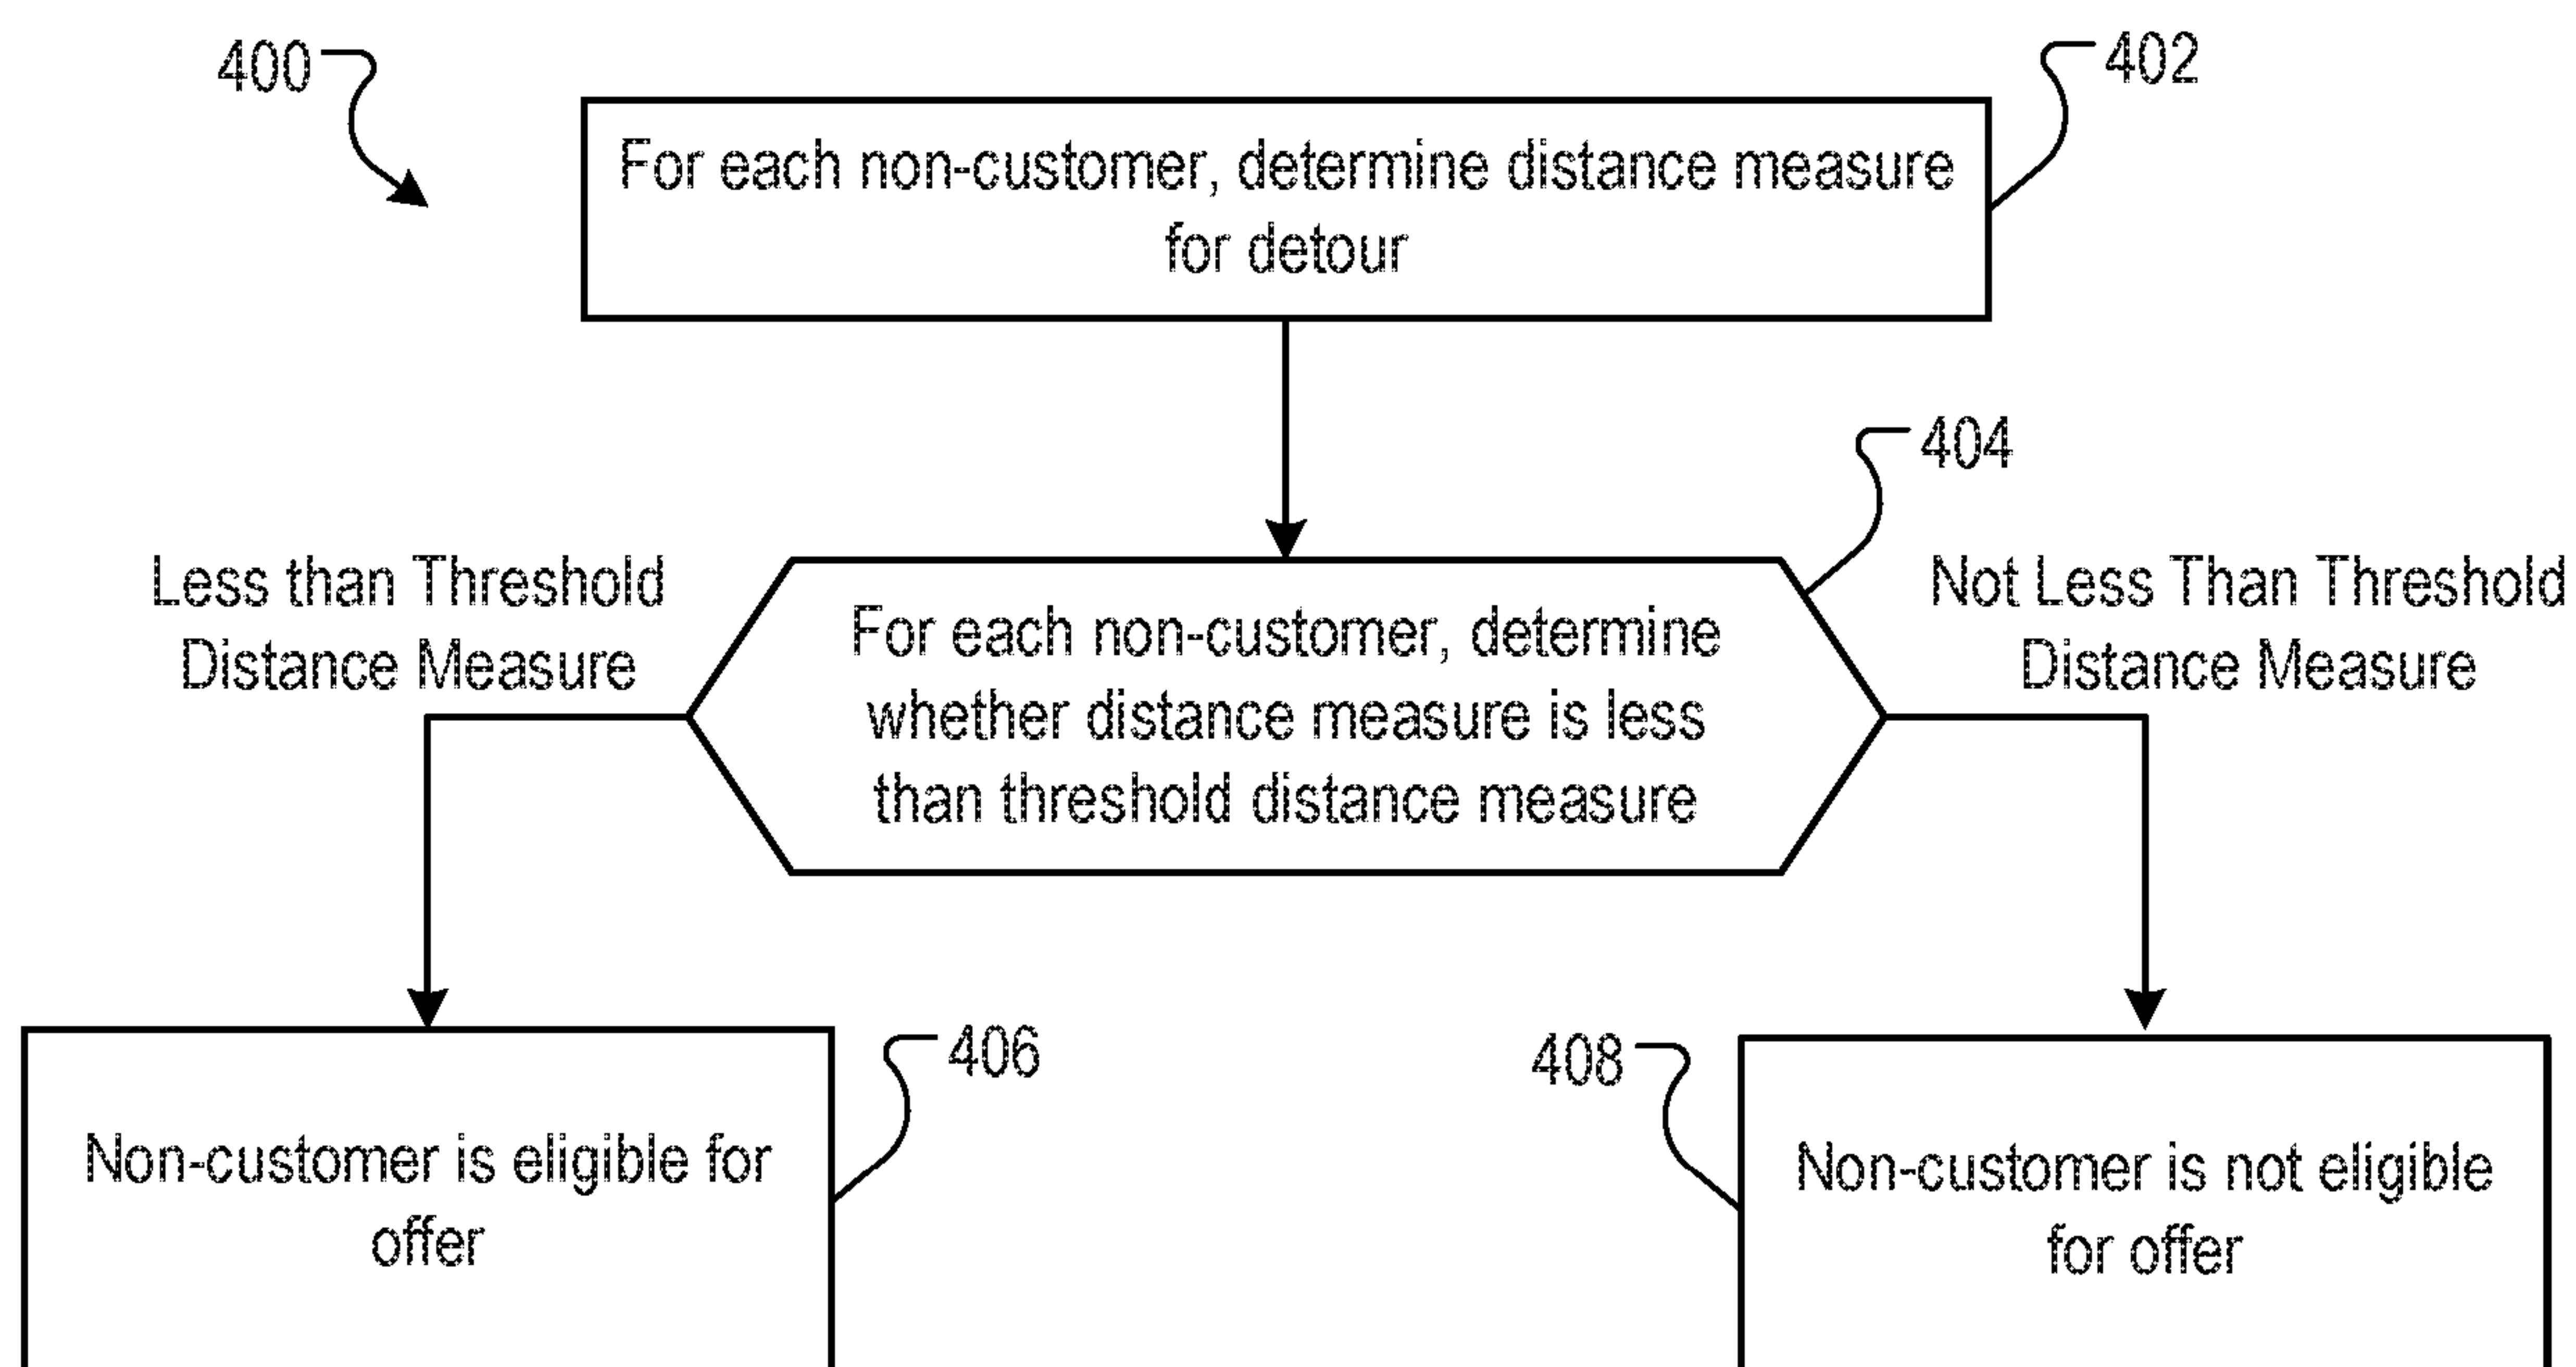 400
402
For each non-customer, determine distance measure
for detour
404
Less than Threshold
Distance Measure
For each non-customer, determine
whether distance measure is less
than threshold distance measure
Not Less Than Threshold
Distance Measure
406
408
Non-customer is eligible for
offer
Non-customer is not eligible
for offer